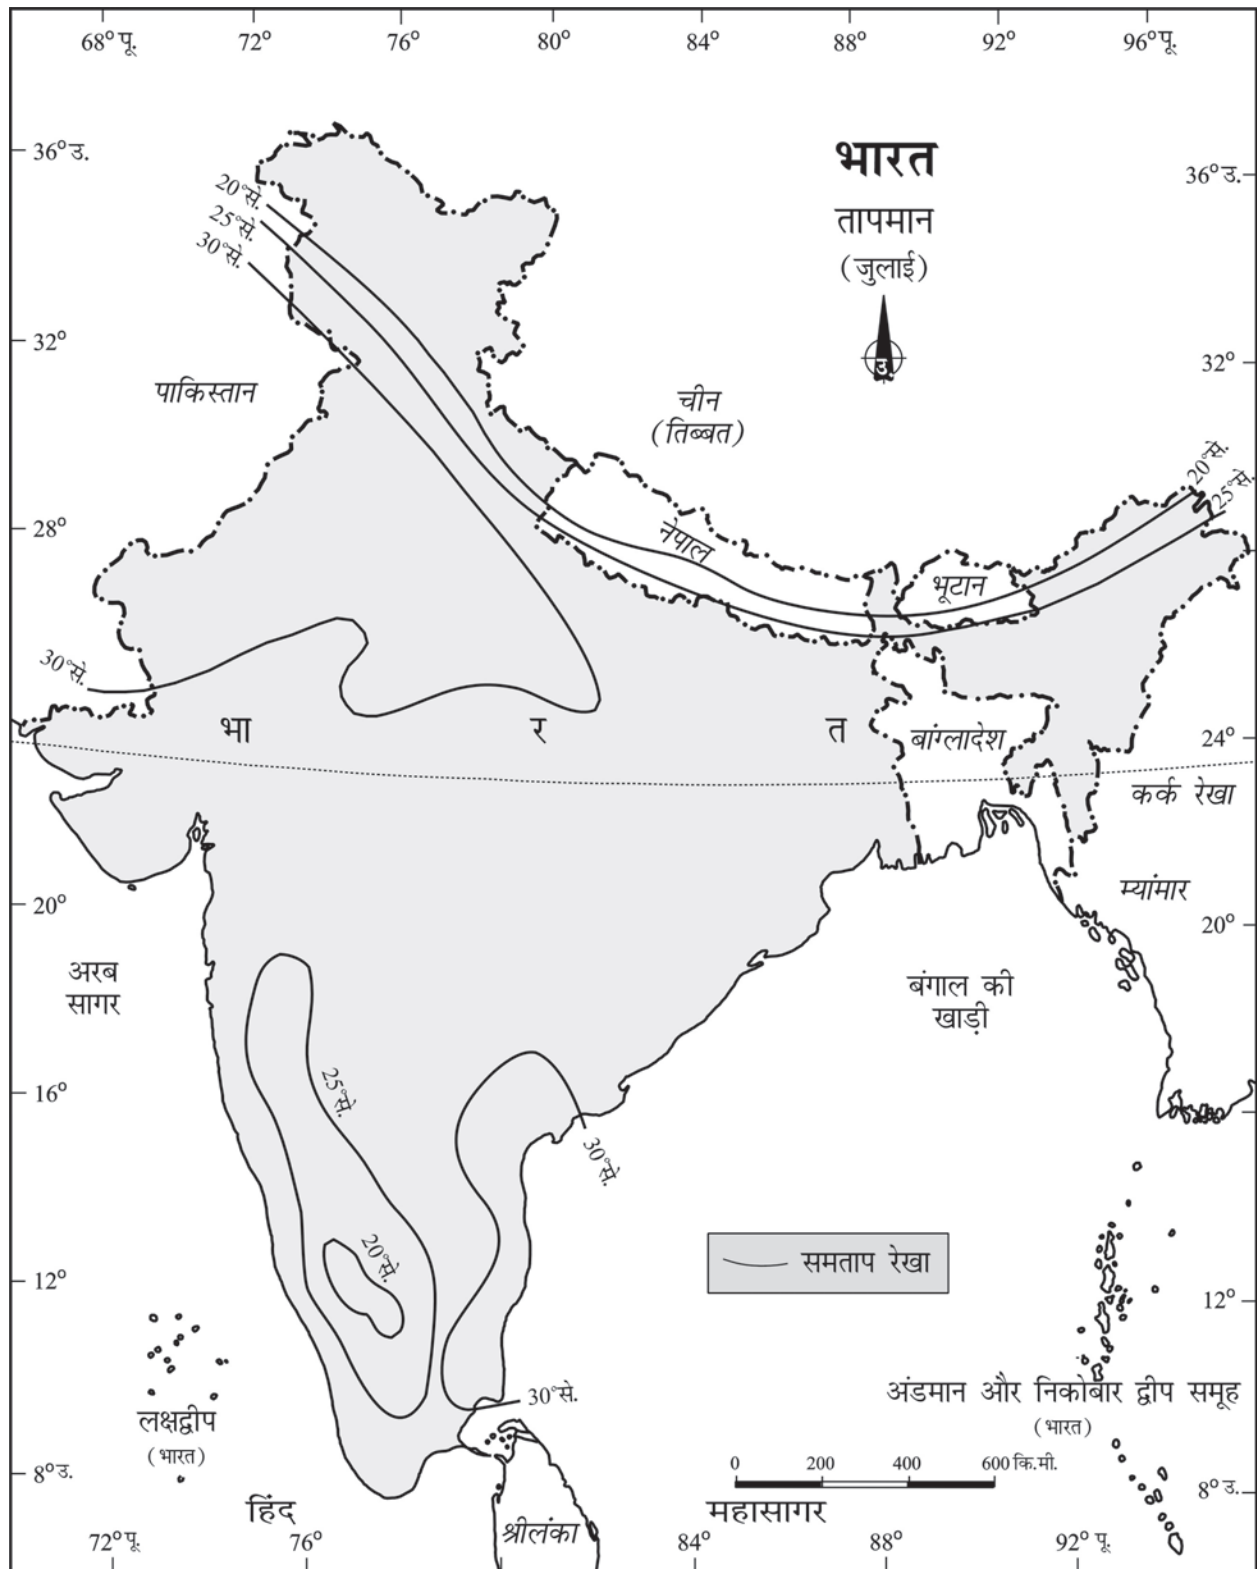 68° पू.
72°
76°
80°
84°
88°
92°
96° पू.
36° उ.
भारत
36° उ.
तापमान
(जुलाई)
20°से.
25°से.
30°से.
उ
32°
32°
पाकिस्तान
चीन
(तिब्बत)
20°से.
25°से.
28°
नेपाल
भूटान
30°से.
भा र त
बांग्लादेश
24°
कर्क रेखा
म्यांमार
20°
20°
अरब
सागर
बंगाल की
खाड़ी
16°
25°से.
30°से.
20°से.
समताप रेखा
12°
12°
अंडमान और निकोबार द्वीप समूह
(भारत)
30°से.
लक्षद्वीप
(भारत)
0 200 400 600 कि.मी.
8° उ.
8° उ.
हिंद महासागर
श्रीलंका
72° पू.
76°
84°
88°
92° पू.